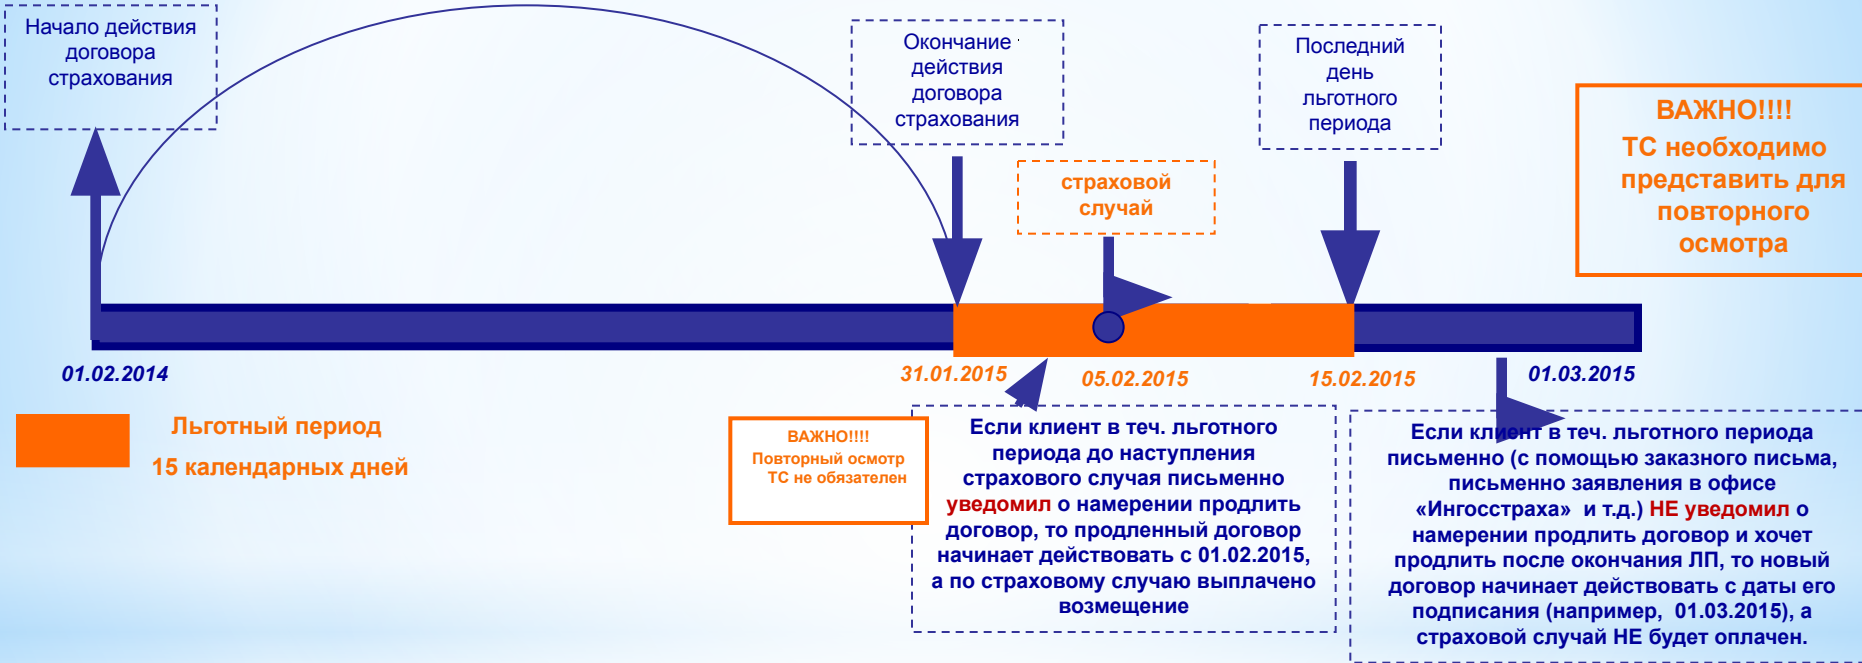 Начало действия
договора
страхования
Окончание
действия
договора
страхования
Последний
день
льготного
периода
страховой
случай
ВАЖНО!!!!
ТС необходимо
представить для
повторного
осмотра
01.02.2014
31.01.2015
05.02.2015
15.02.2015
01.03.2015
Льготный период
15 календарных дней
ВАЖНО!!!!
Повторный осмотр
ТС не обязателен
Если клиент в теч. льготного
периода до наступления
страхового случая письменно
уведомил о намерении продлить
договор, то продленный договор
начинает действовать с 01.02.2015,
а по страховому случаю выплачено
возмещение
Если клиент в теч. льготного периода
письменно (с помощью заказного письма,
письменно заявления в офисе
«Ингосстраха» и т.д.) НЕ уведомил о
намерении продлить договор и хочет
продлить после окончания ЛП, то новый
договор начинает действовать с даты его
подписания (например, 01.03.2015), а
страховой случай НЕ будет оплачен.